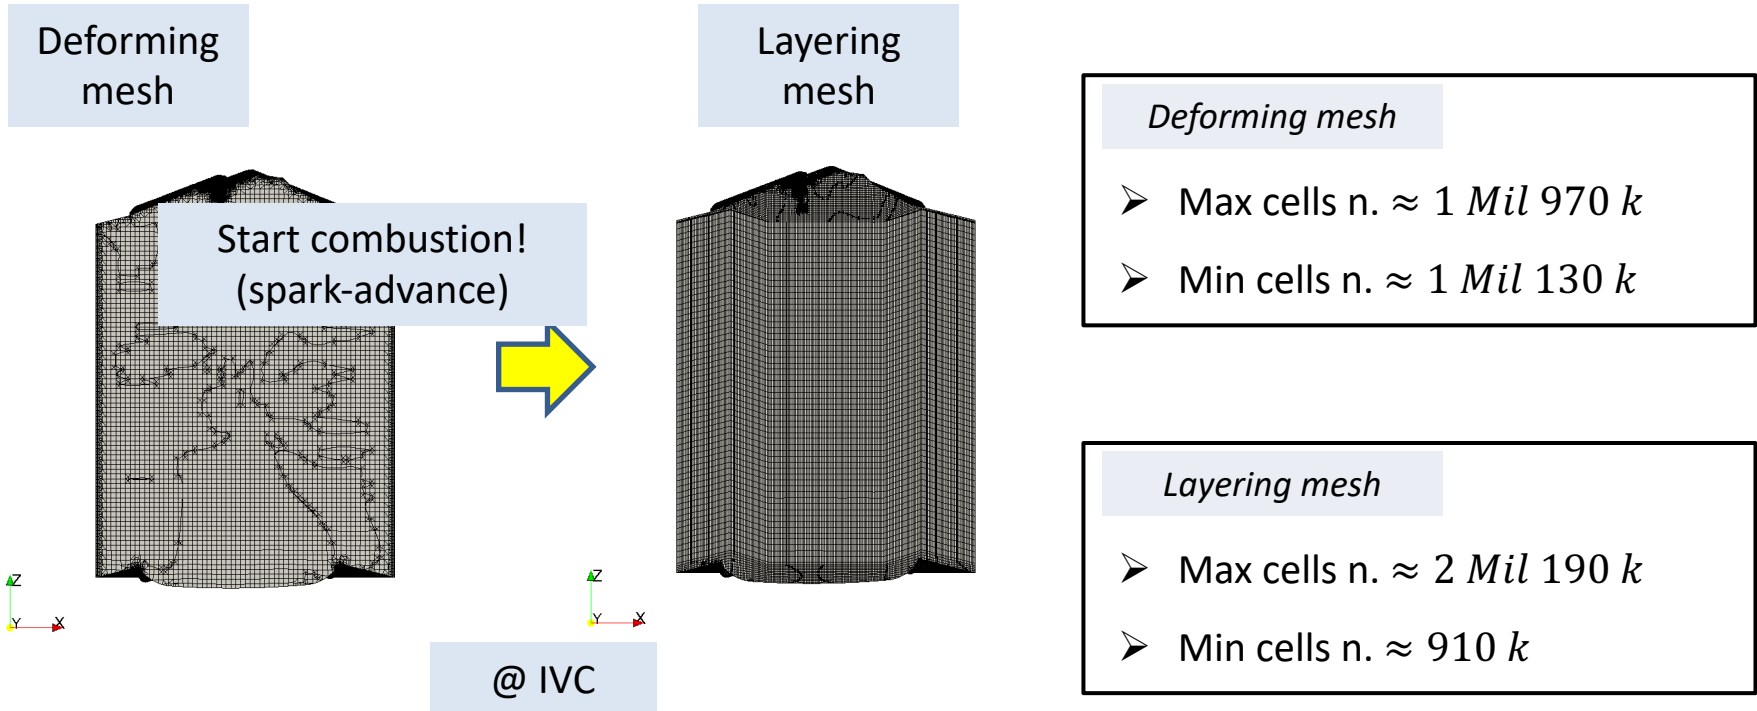 Deforming
mesh
Layering
mesh
Start combustion!
(spark-advance)
Z
Y
X
Z
Y
X
@ IVC
Deforming mesh
➢ Max cells n. ≈ 1 Mil 970 k
➢ Min cells n. ≈ 1 Mil 130 k
Layering mesh
➢ Max cells n. ≈ 2 Mil 190 k
➢ Min cells n. ≈ 910 k